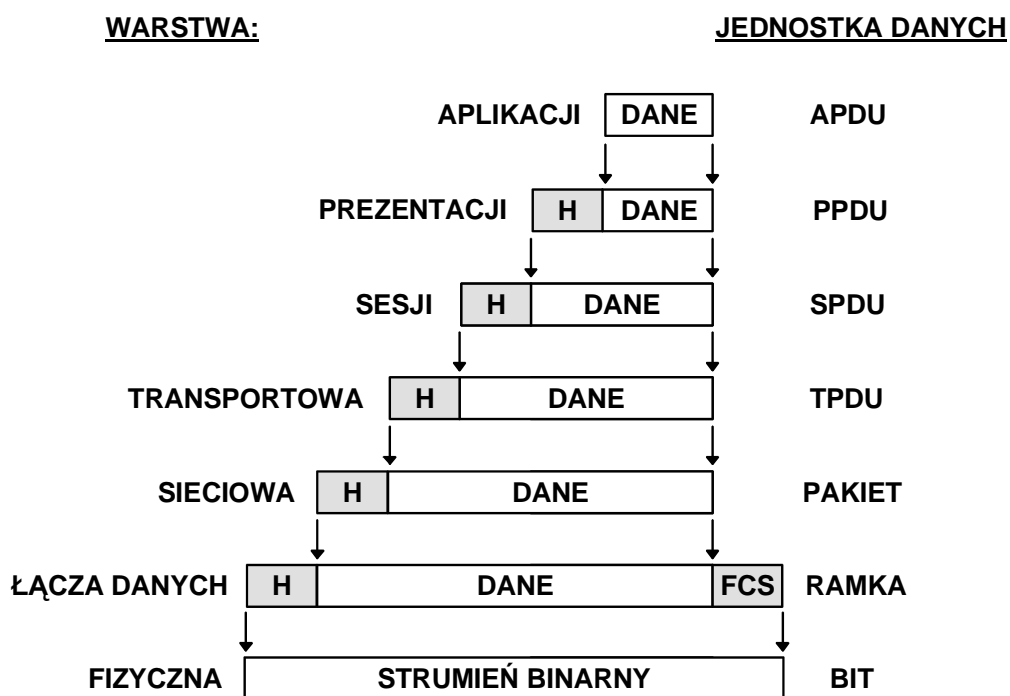 WARSTWA: JEDNOSTKA DANYCH
APLIKACJI DANE APDU
PREZENTACJI H DANE PPDU
SESJI H DANE SPDU
TRANSPORTOWA H DANE TPDU
SIECIOWA H DANE PAKIET
ŁĄCZA DANYCH H DANE FCS RAMKA
FIZYCZNA STRUMIEŃ BINARNY BIT